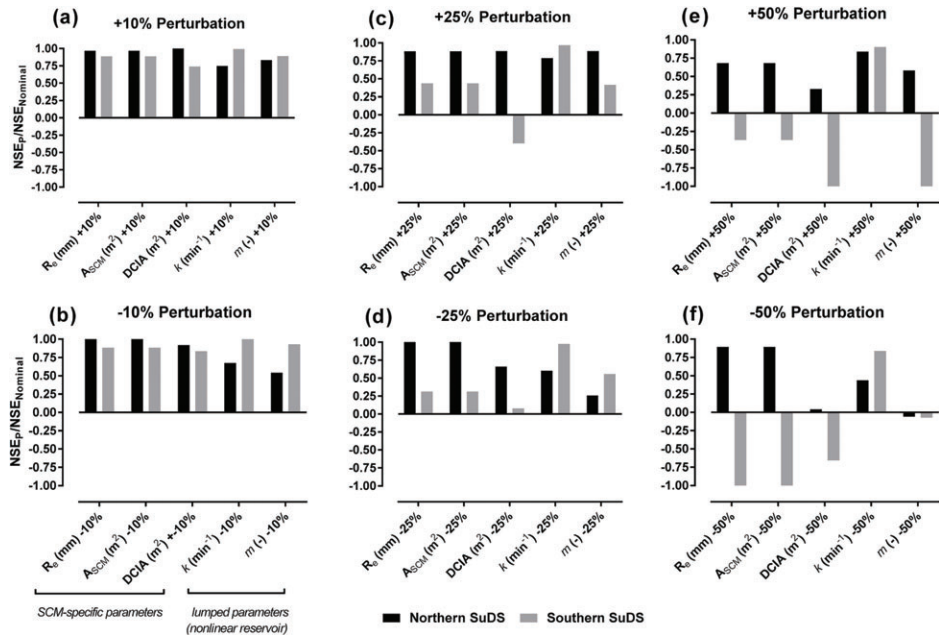 (a)
+10% Perturbation
NSEP/NSENominal
1.00
0.75
0.50
0.25
0.00
0.25
0.50
0.75
-1.00
Re (mm) +10%
ASCM (m²) +10%
DCIA (m²) +10%
k (min⁻¹) +10%
m (-) +10%
(c)
+25% Perturbation
1.00
0.75
0.50
0.25
0.00
-0.25
-0.50
-0.75
-1.00
Re (mm) +25%
ASCM (m²) +25%
DCIA (m²) +25%
k (min⁻¹) +25%
m (-) +25%
(e)
+50% Perturbation
1.00
0.75
0.50
0.25
0.00
-0.25
-0.50
-0.75
-1.00
Re (mm) +50%
ASCM (m²) +50%
DCIA (m²) +50%
k (min⁻¹) +50%
m (-) +50%
(b)
-10% Perturbation
NSEP/NSENominal
1.00
0.75
0.50
0.25
0.00
0.25
0.50
0.75
-1.00
Re (mm) -10%
ASCM (m²) -10%
DCIA (m²) +-10%
k (min⁻¹) -10%
m (-) -10%
SCM-specific parameters
lumped parameters
(nonlinear reservoir)
(d)
-25% Perturbation
1.00
0.75
0.50
0.25
0.00
-0.25
-0.50
-0.75
-1.00
Re (mm) -25%
ASCM (m²) -25%
DCIA (m²) -25%
k (min⁻¹) -25%
m (-) -25%
(f)
-50% Perturbation
1.00
0.75
0.50
0.25
0.00
-0.25
-0.50
-0.75
-1.00
Re (mm) -50%
ASCM (m²) -50%
DCIA (m²) -50%
k (min⁻¹) -50%
m (-) -50%
Northern SuDS
Southern SuDS